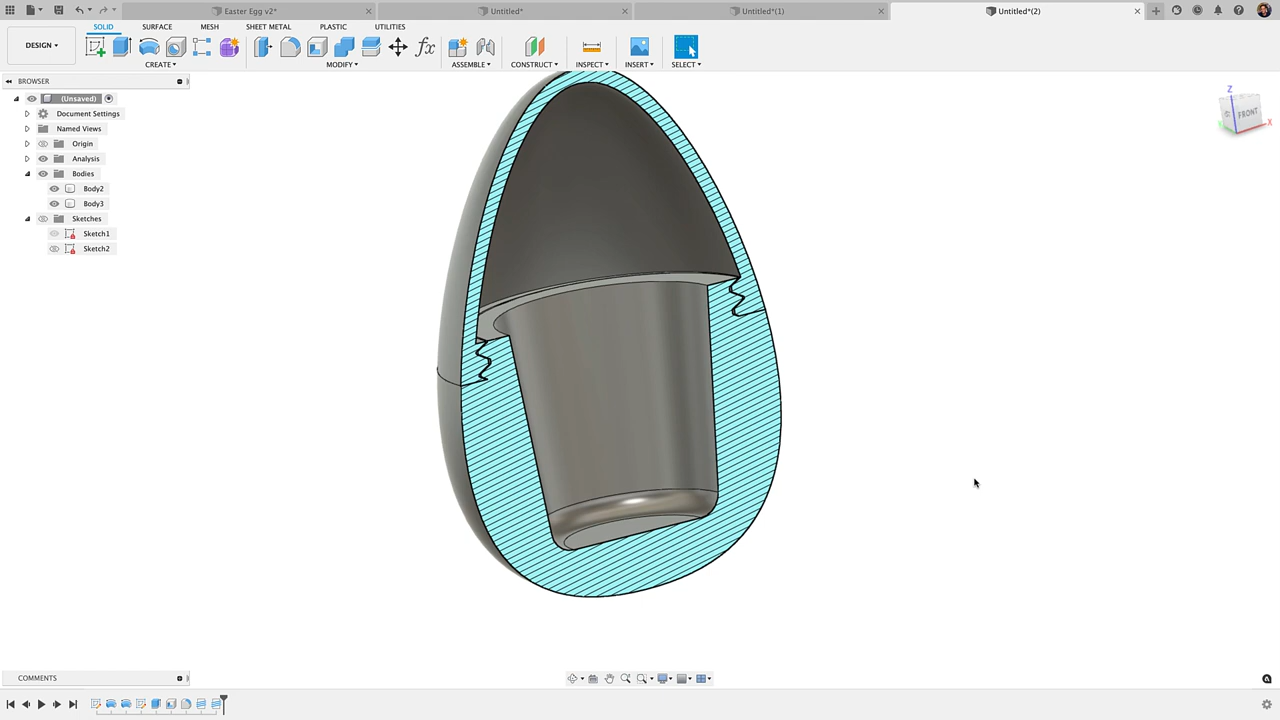 Easter Egg v2*
Untitled*
Untitled*(1)
Untitled*(2)
DESIGN
SOLID
SURFACE
MESH
SHEET METAL
PLASTIC
UTILITIES
fx
CREATE
MODIFY
ASSEMBLE
CONSTRUCT
INSPECT
INSERT
SELECT
BROWSER
(Unsaved)
Document Settings
Named Views
Origin
Analysis
Bodies
Body2
Body3
Sketches
Sketch1
Sketch2
Z
FRONT
X
COMMENTS